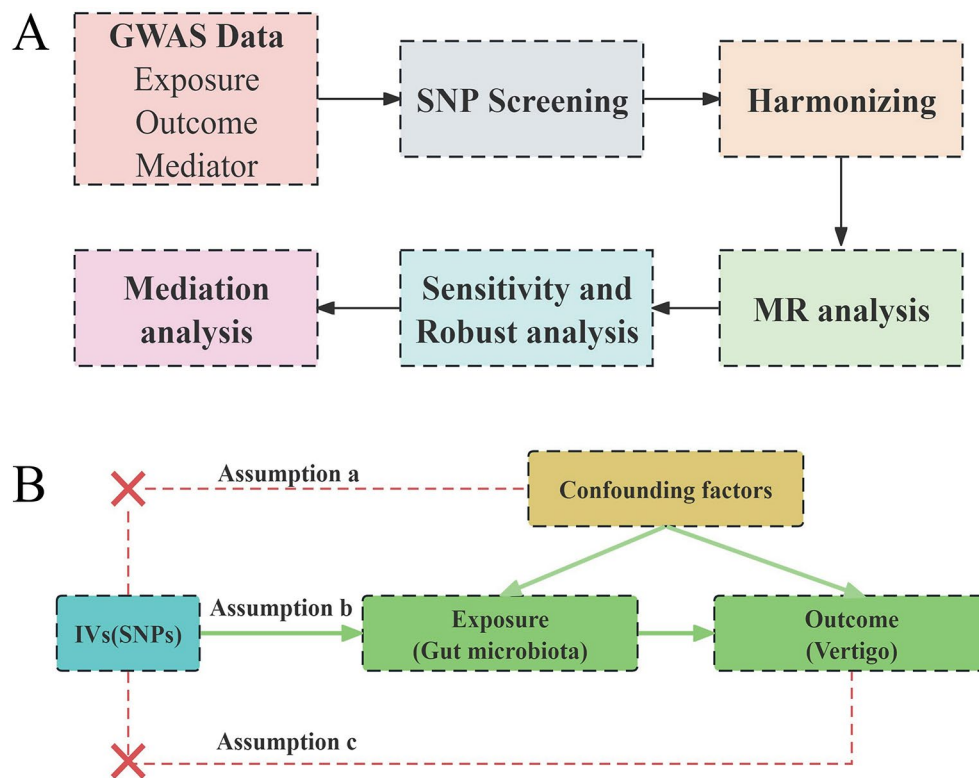 A
GWAS Data
Exposure
Outcome
Mediator
SNP Screening
Harmonizing
Mediation
analysis
Sensitivity and
Robust analysis
MR analysis
B
Assumption a
Confounding factors
IVs(SNPs)
Assumption b
Exposure
(Gut microbiota)
Outcome
(Vertigo)
Assumption c